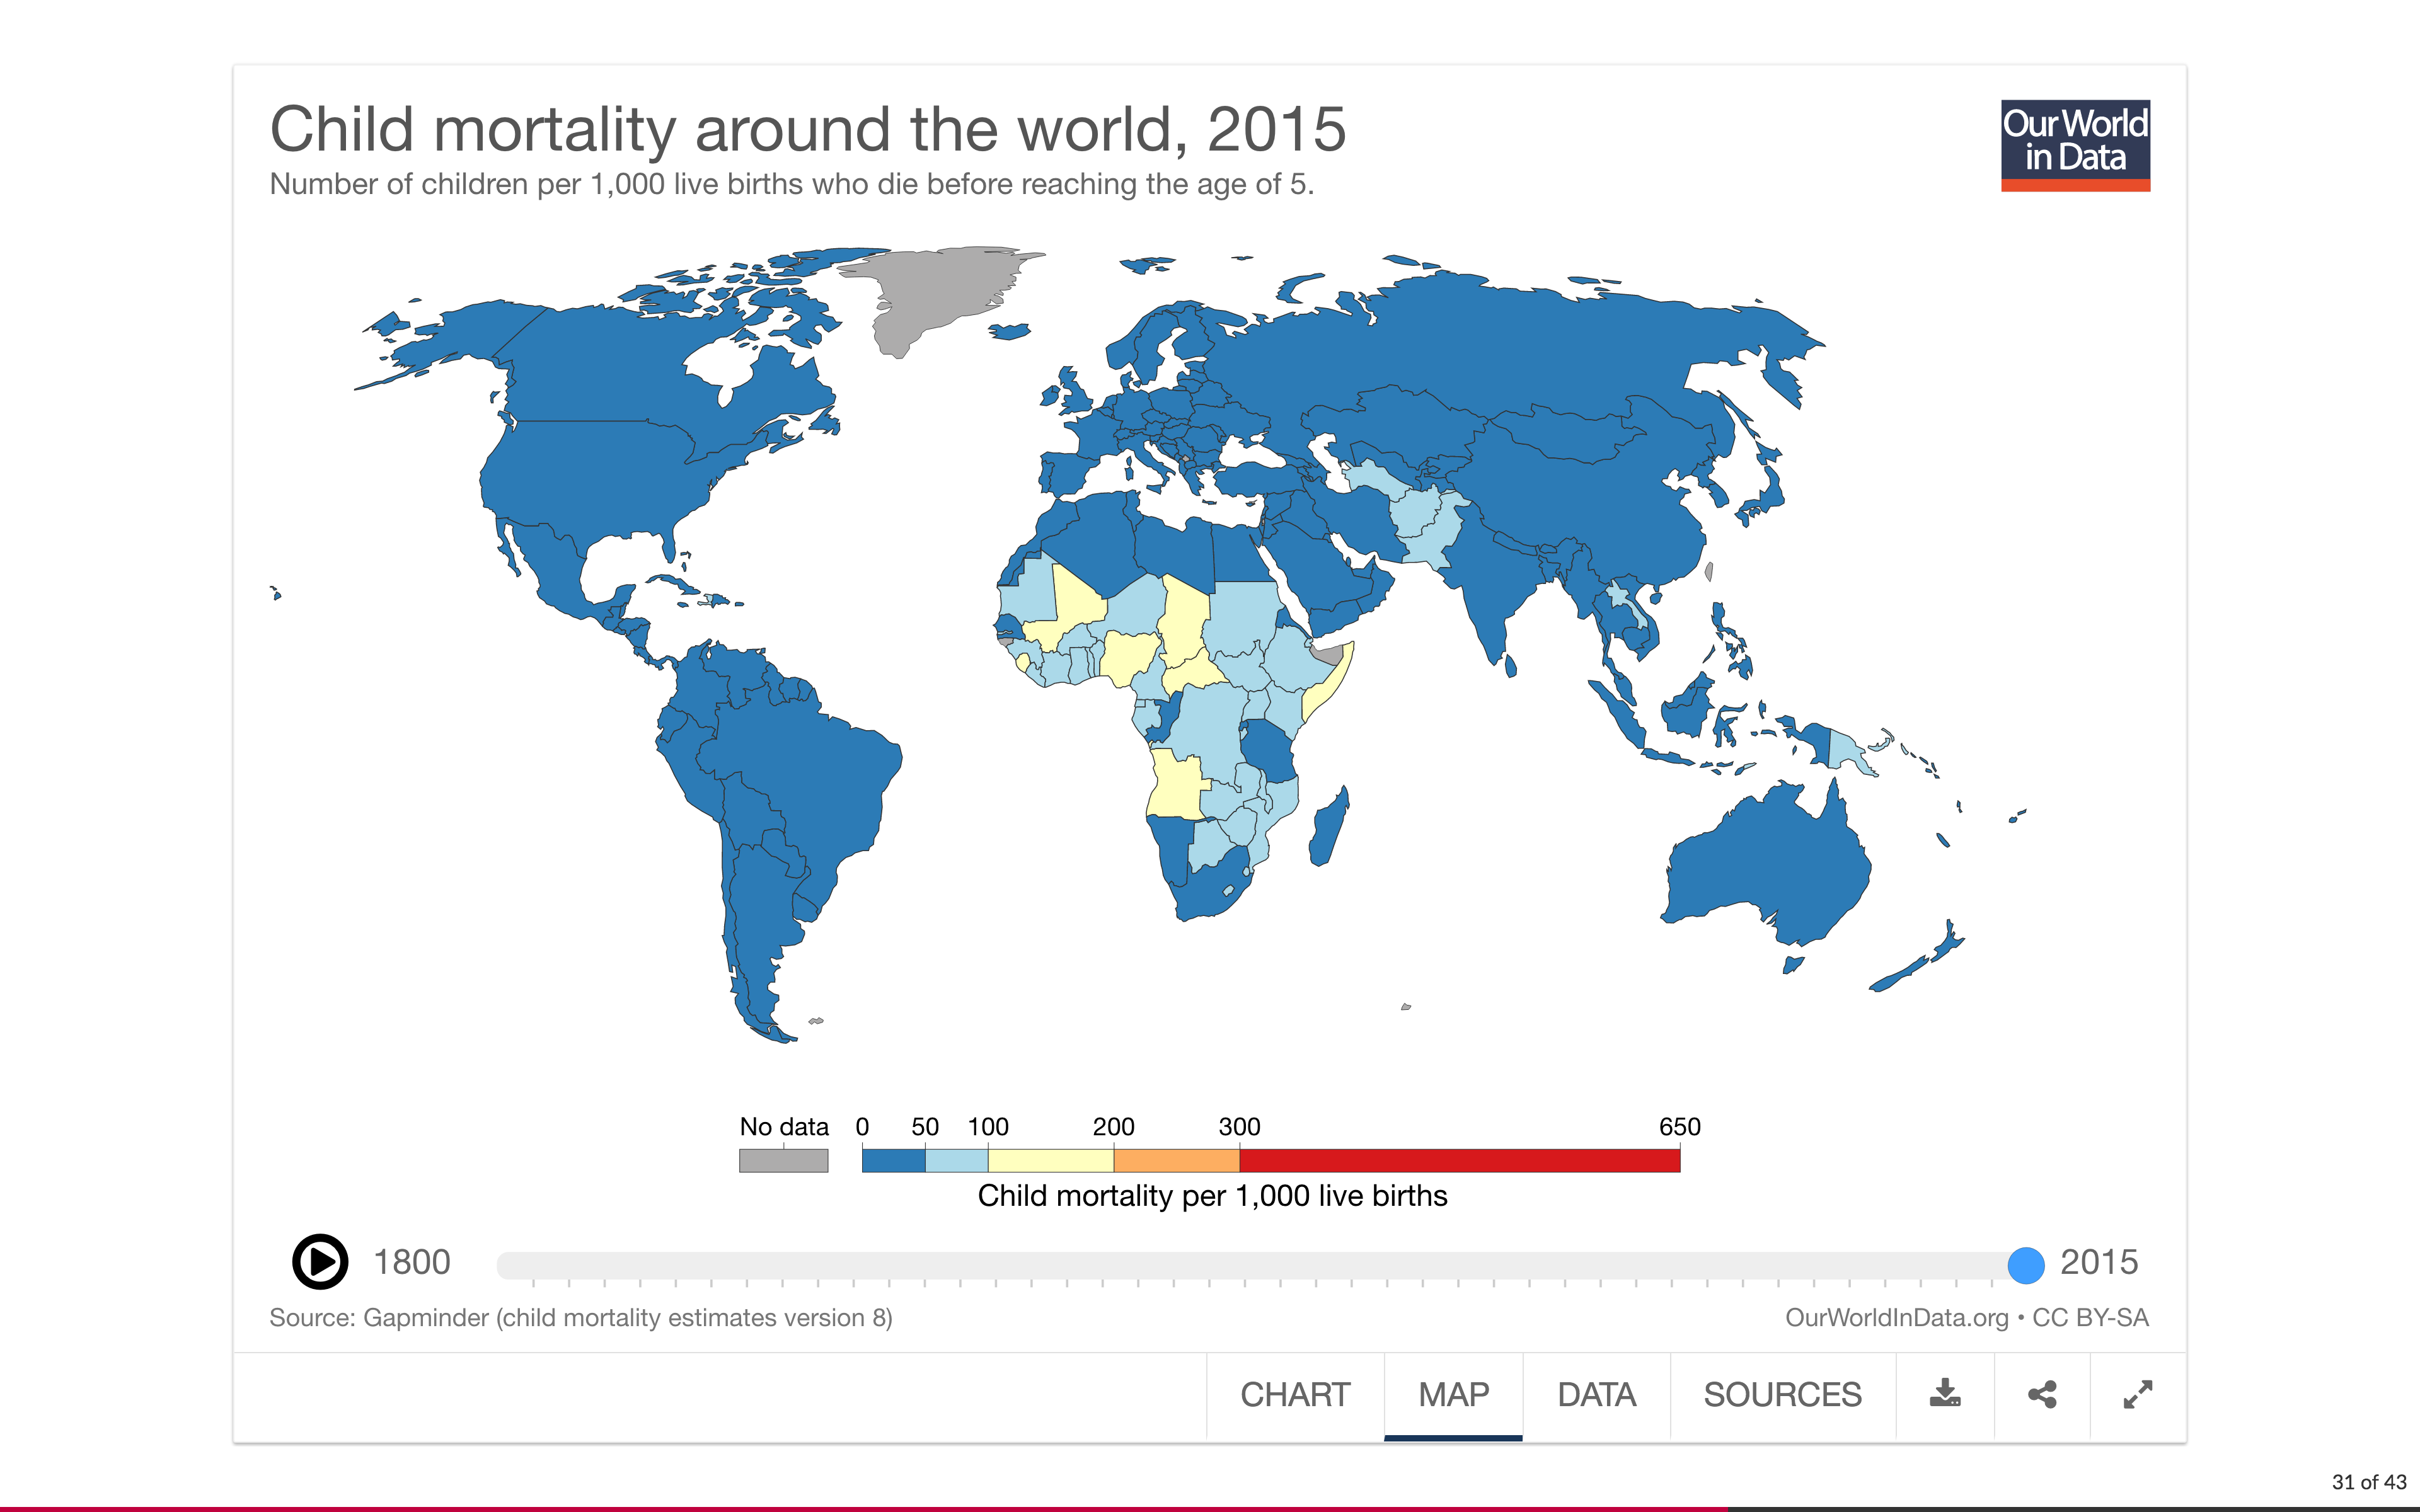 Child mortality around the world, 2015
Number of children per 1,000 live births who die before reaching the age of 5.
Our World
in Data
No data 0 50 100 200 300 650
Child mortality per 1,000 live births
1800 2015
Source: Gapminder (child mortality estimates version 8) OurWorldInData.org • CC BY-SA
CHART MAP DATA SOURCES
31 of 43